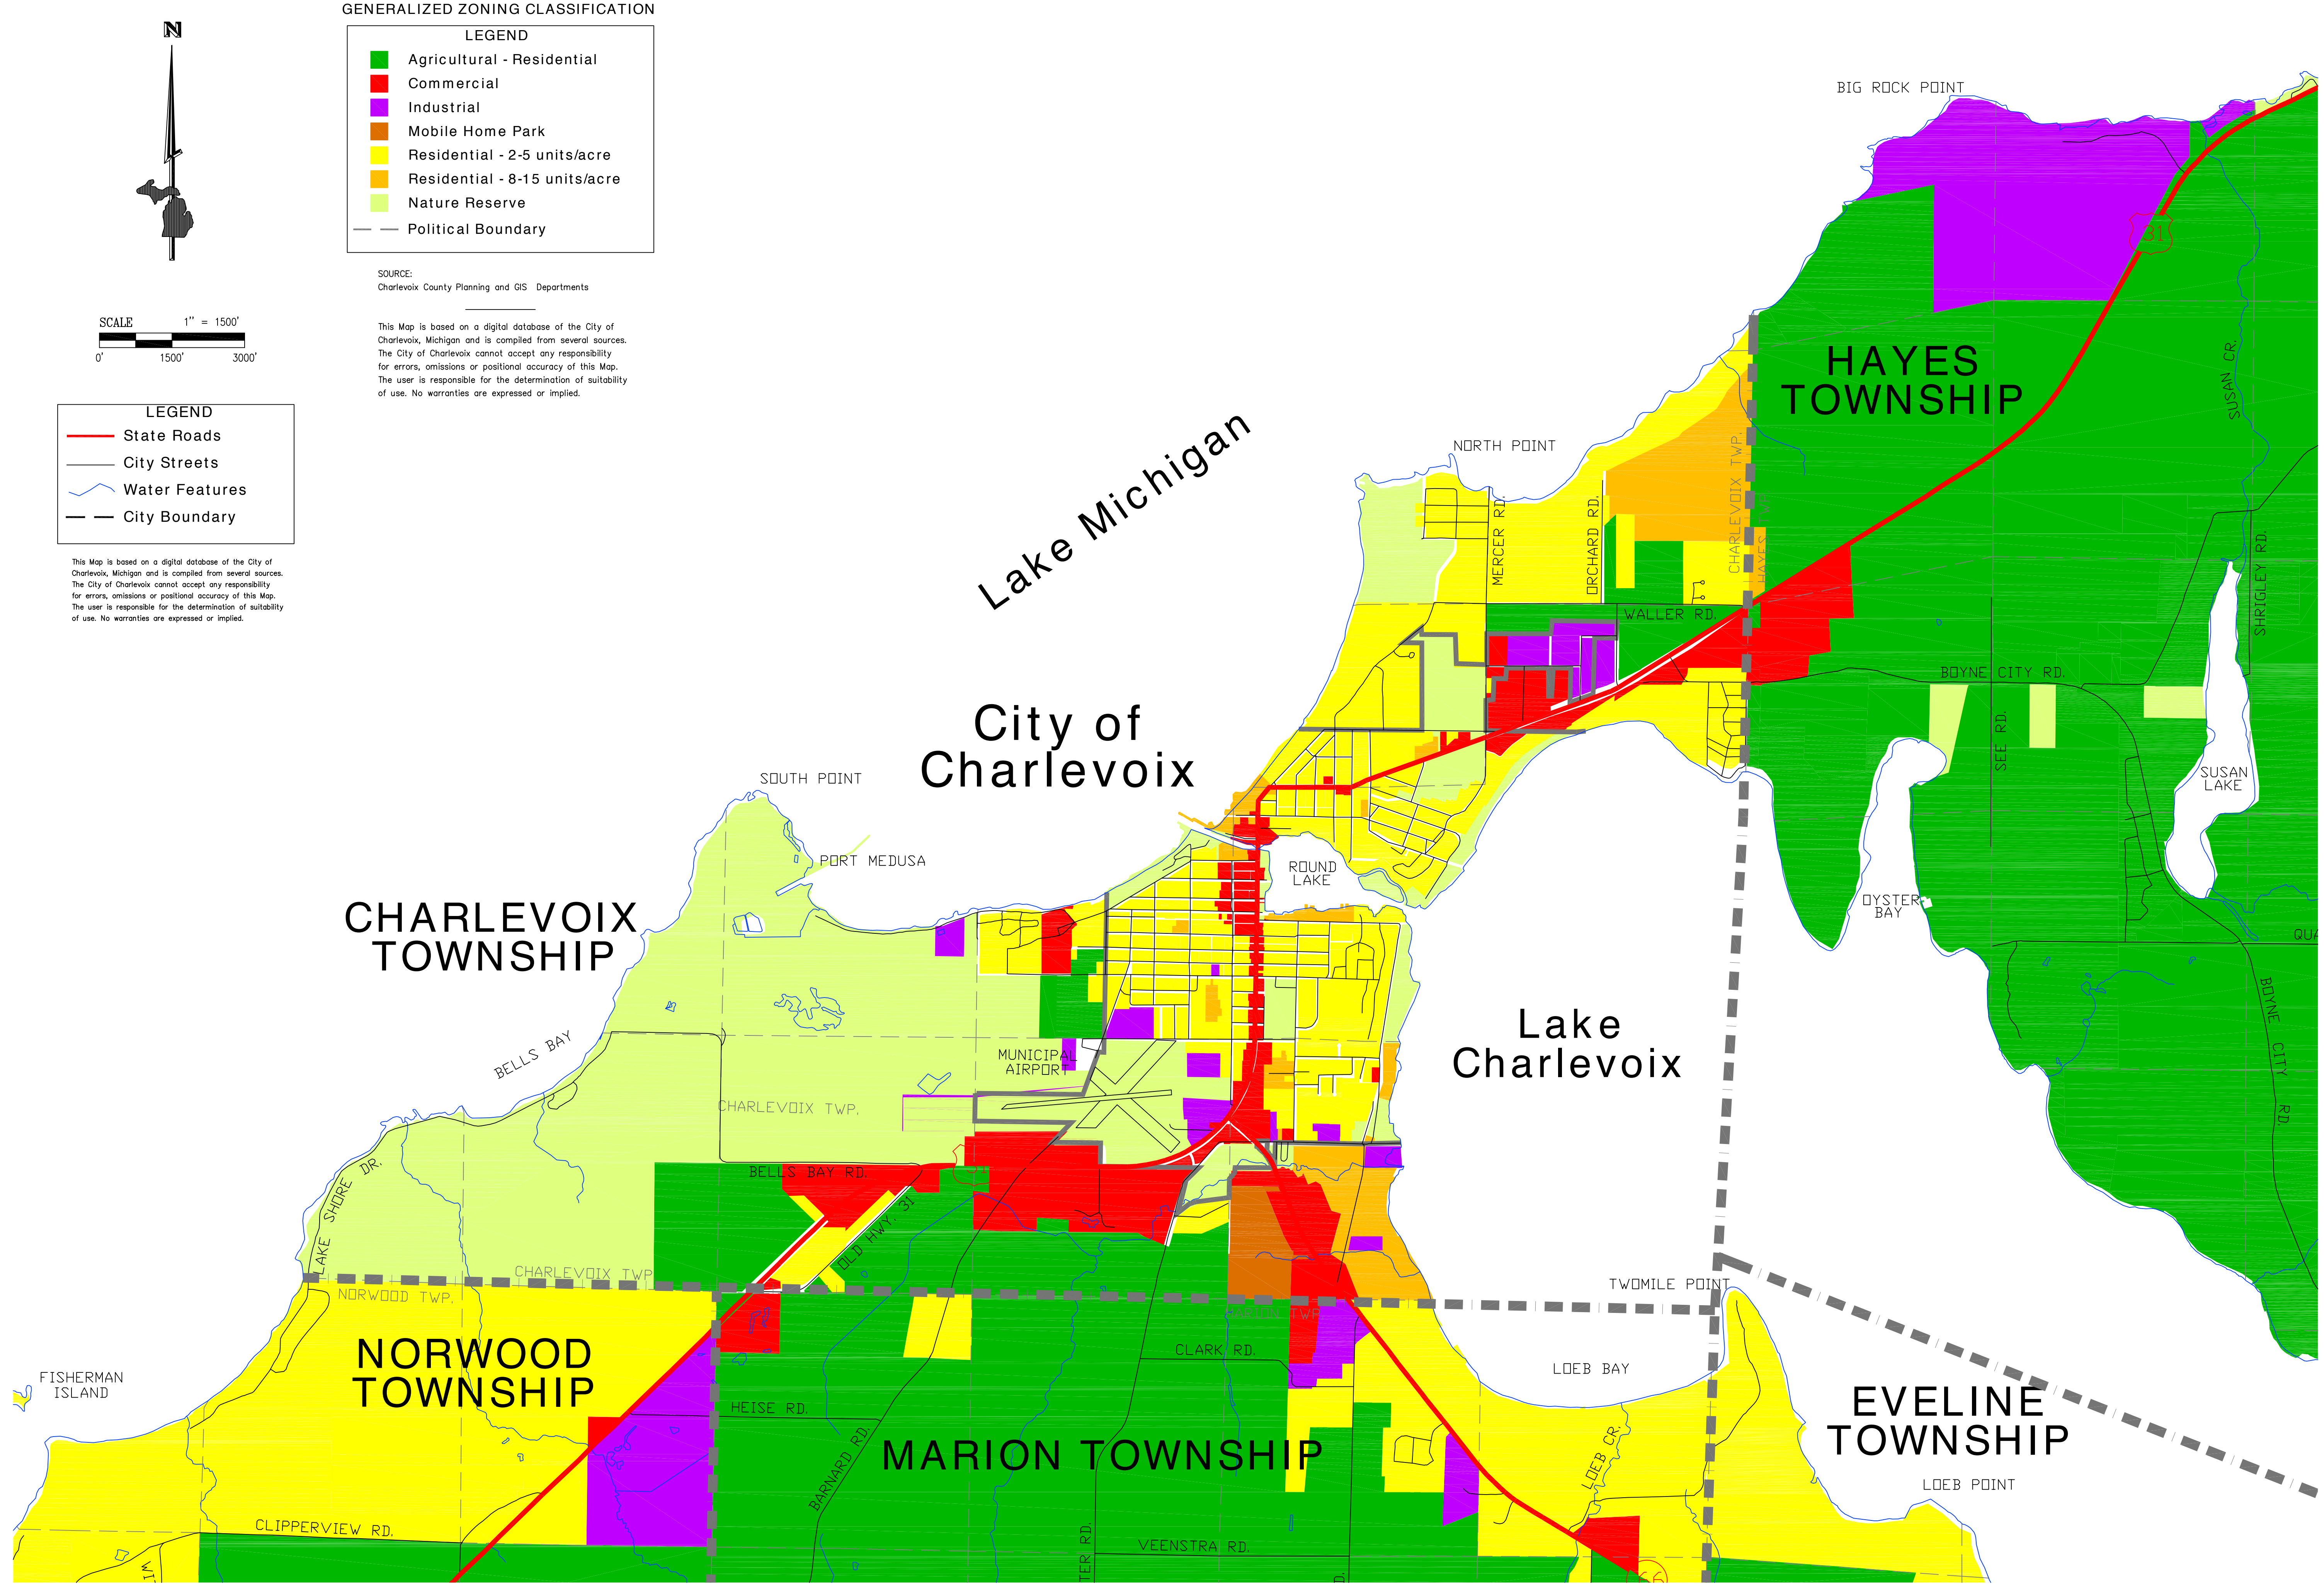 GENERALIZED ZONING CLASSIFICATION
N
LEGEND
Agricultural - Residential
Commercial
Industrial
Mobile Home Park
Residential - 2-5 units/acre
Residential - 8-15 units/acre
Nature Reserve
Political Boundary
SOURCE:
Charlevoix County Planning and GIS Departments
This Map is based on a digital database of the City of
Charlevoix, Michigan and is compiled from several sources.
The City of Charlevoix cannot accept any responsibility
for errors, omissions or positional accuracy of this Map.
The user is responsible for the determination of suitability
of use. No warranties are expressed or implied.
SCALE 1" = 1500'
0' 1500' 3000'
LEGEND
State Roads
City Streets
Water Features
City Boundary
This Map is based on a digital database of the City of
Charlevoix, Michigan and is compiled from several sources.
The City of Charlevoix cannot accept any responsibility
for errors, omissions or positional accuracy of this Map.
The user is responsible for the determination of suitability
of use. No warranties are expressed or implied.
BIG ROCK POINT
31
HAYES
TOWNSHIP
SUSAN CR.
Lake Michigan
NORTH POINT
MERCER RD.
ORCHARD RD.
CHARLEVOIX TWP.
HAYES TWP.
SHRIGLEY RD.
WALLER RD.
BOYNE CITY RD.
SEE RD.
City of
Charlevoix
SOUTH POINT
PORT MEDUSA
SUSAN
LAKE
ROUND
LAKE
OYSTER
BAY
CHARLEVOIX
TOWNSHIP
QUA
BOYNE CITY RD.
Lake
Charlevoix
BELLS BAY
MUNICIPAL
AIRPORT
CHARLEVOIX TWP.
BELLS BAY RD.
31
LAKE SHORE DR.
OLD HWY. 31
CHARLEVOIX TWP
NORWOOD TWP.
TWOMILE POINT
NORWOOD
TOWNSHIP
FISHERMAN
ISLAND
CLARK RD.
LOEB BAY
HEISE RD.
EVELINE
TOWNSHIP
MARION TOWNSHIP
BARNARD RD.
LOEB CR.
LOEB POINT
CLIPPERVIEW RD.
VEENSTRA RD.
TER RD.
D.
WI
66